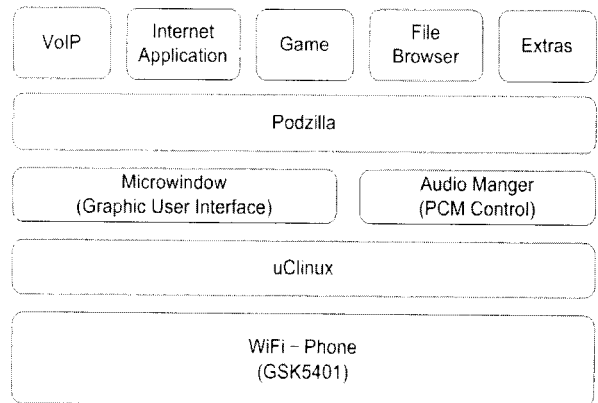 VoIP
Internet
Application
Game
File
Browser
Extras
Podzilla
Microwindow
(Graphic User Interface)
Audio Manger
(PCM Control)
uClinux
WiFi – Phone
(GSK5401)